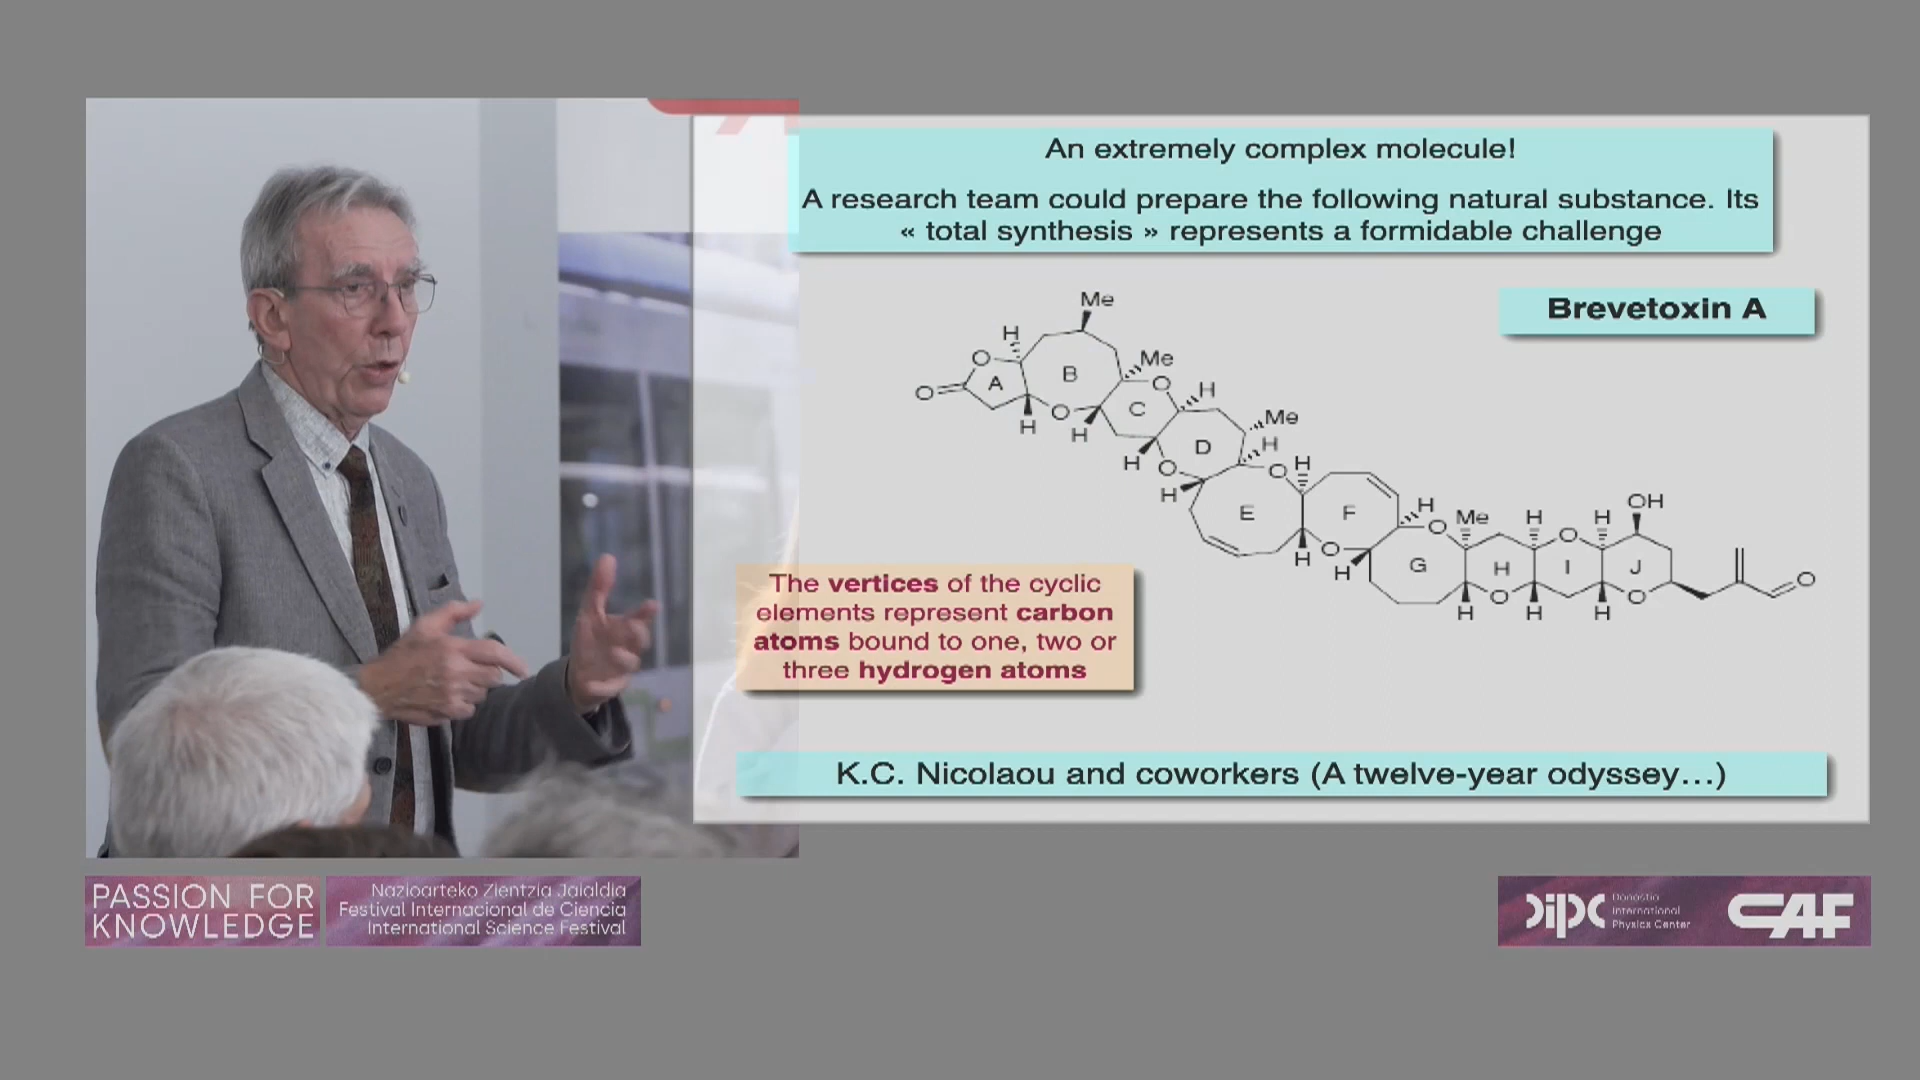 An extremely complex molecule!
A research team could prepare the following natural substance. Its
« total synthesis » represents a formidable challenge
Brevetoxin A
Me
H
O
A
B
Me
O
O
C
H
H
O
H
D
Me
H
H
O
H
O
H
H
E
F
H
O
Me
H
H
OH
H
O
H
G
H
O
I
J
O
H
O
H
H
O
The vertices of the cyclic
elements represent carbon
atoms bound to one, two or
three hydrogen atoms
K.C. Nicolaou and coworkers (A twelve-year odyssey...)
PASSION FOR
KNOWLEDGE
Nazioarteko Zientzia Jaialdia
Festival Internacional de Ciencia
International Science Festival
dipc
Donostia
International
Physics Center
CAF